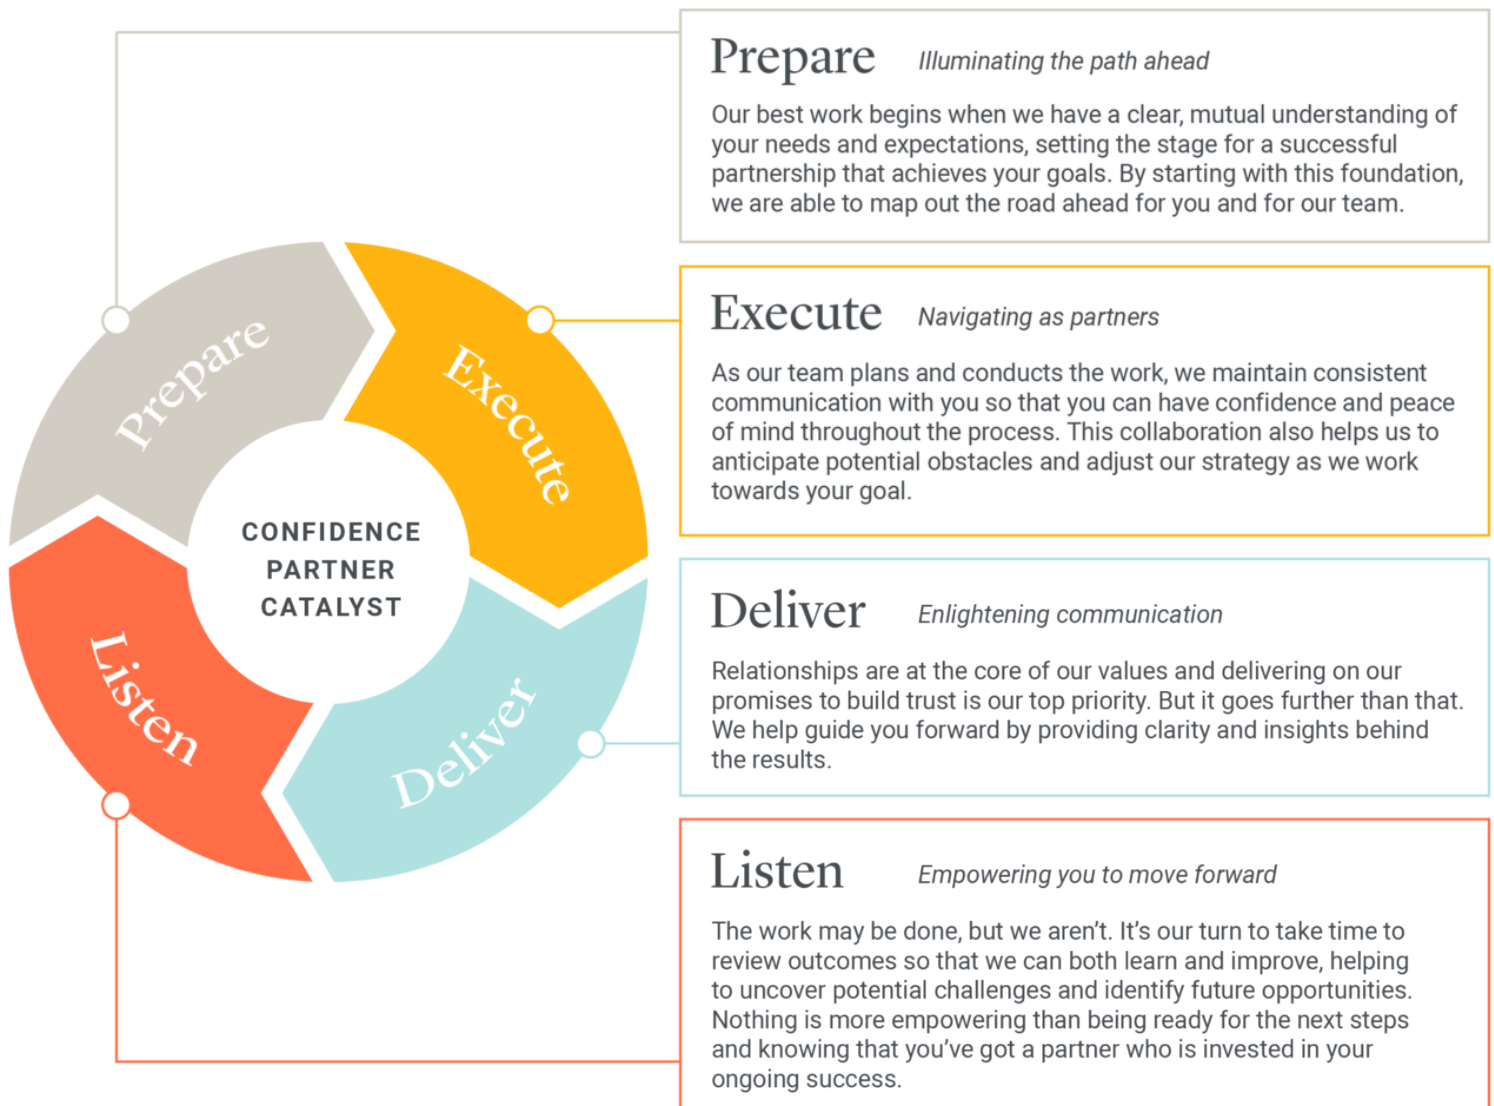 Prepare Illuminating the path ahead
Our best work begins when we have a clear, mutual understanding of
your needs and expectations, setting the stage for a successful
partnership that achieves your goals. By starting with this foundation,
we are able to map out the road ahead for you and for our team.
Execute Navigating as partners
As our team plans and conducts the work, we maintain consistent
communication with you so that you can have confidence and peace
of mind throughout the process. This collaboration also helps us to
anticipate potential obstacles and adjust our strategy as we work
towards your goal.
Deliver Enlightening communication
Relationships are at the core of our values and delivering on our
promises to build trust is our top priority. But it goes further than that.
We help guide you forward by providing clarity and insights behind
the results.
Listen Empowering you to move forward
The work may be done, but we aren’t. It’s our turn to take time to
review outcomes so that we can both learn and improve, helping
to uncover potential challenges and identify future opportunities.
Nothing is more empowering than being ready for the next steps
and knowing that you’ve got a partner who is invested in your
ongoing success.
Prepare
Execute
Deliver
Listen
CONFIDENCE
PARTNER
CATALYST